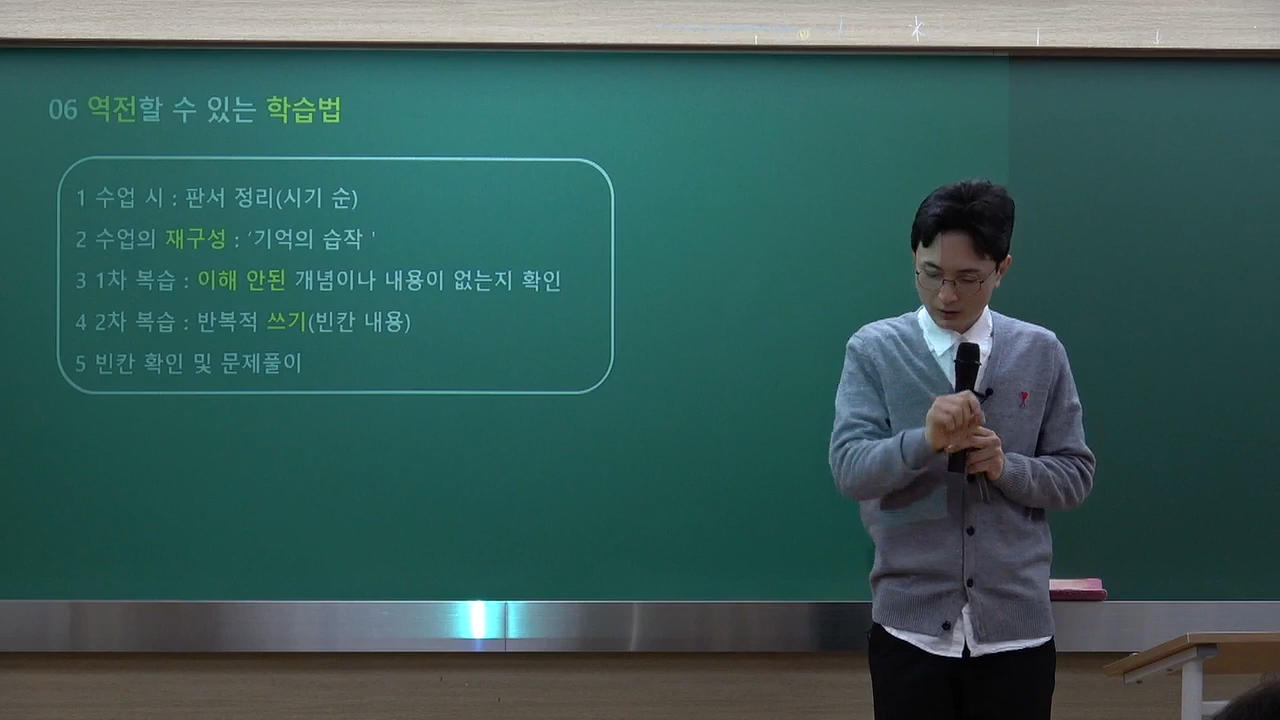 06 역전할 수 있는 학습법
1 수업 시 : 판서 정리(시기 순)
2 수업의 재구성 : ‘기억의 습작 '
3 1차 복습 : 이해 안된 개념이나 내용이 없는지 확인
4 2차 복습 : 반복적 쓰기(빈칸 내용)
5 빈칸 확인 및 문제풀이